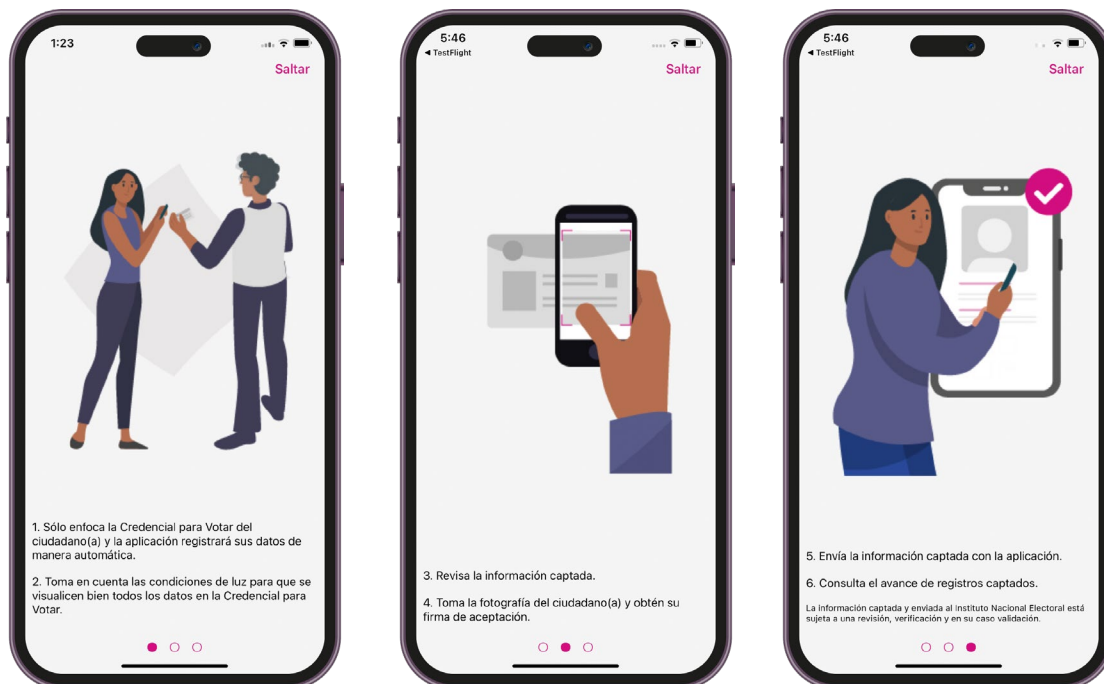 1:23
Saltar
1. Sólo enfoca la Credencial para Votar del
ciudadano(a) y la aplicación registrará sus datos de
manera automática.
2. Toma en cuenta las condiciones de luz para que se
visualicen bien todos los datos en la Credencial para
Votar.
5:46
◀ TestFlight
Saltar
3. Revisa la información captada.
4. Toma la fotografía del ciudadano(a) y obtén su
firma de aceptación.
5:46
◀ TestFlight
Saltar
5. Envía la información captada con la aplicación.
6. Consulta el avance de registros captados.
La información captada y enviada al Instituto Nacional Electoral está
sujeta a una revisión, verificación y en su caso validación.